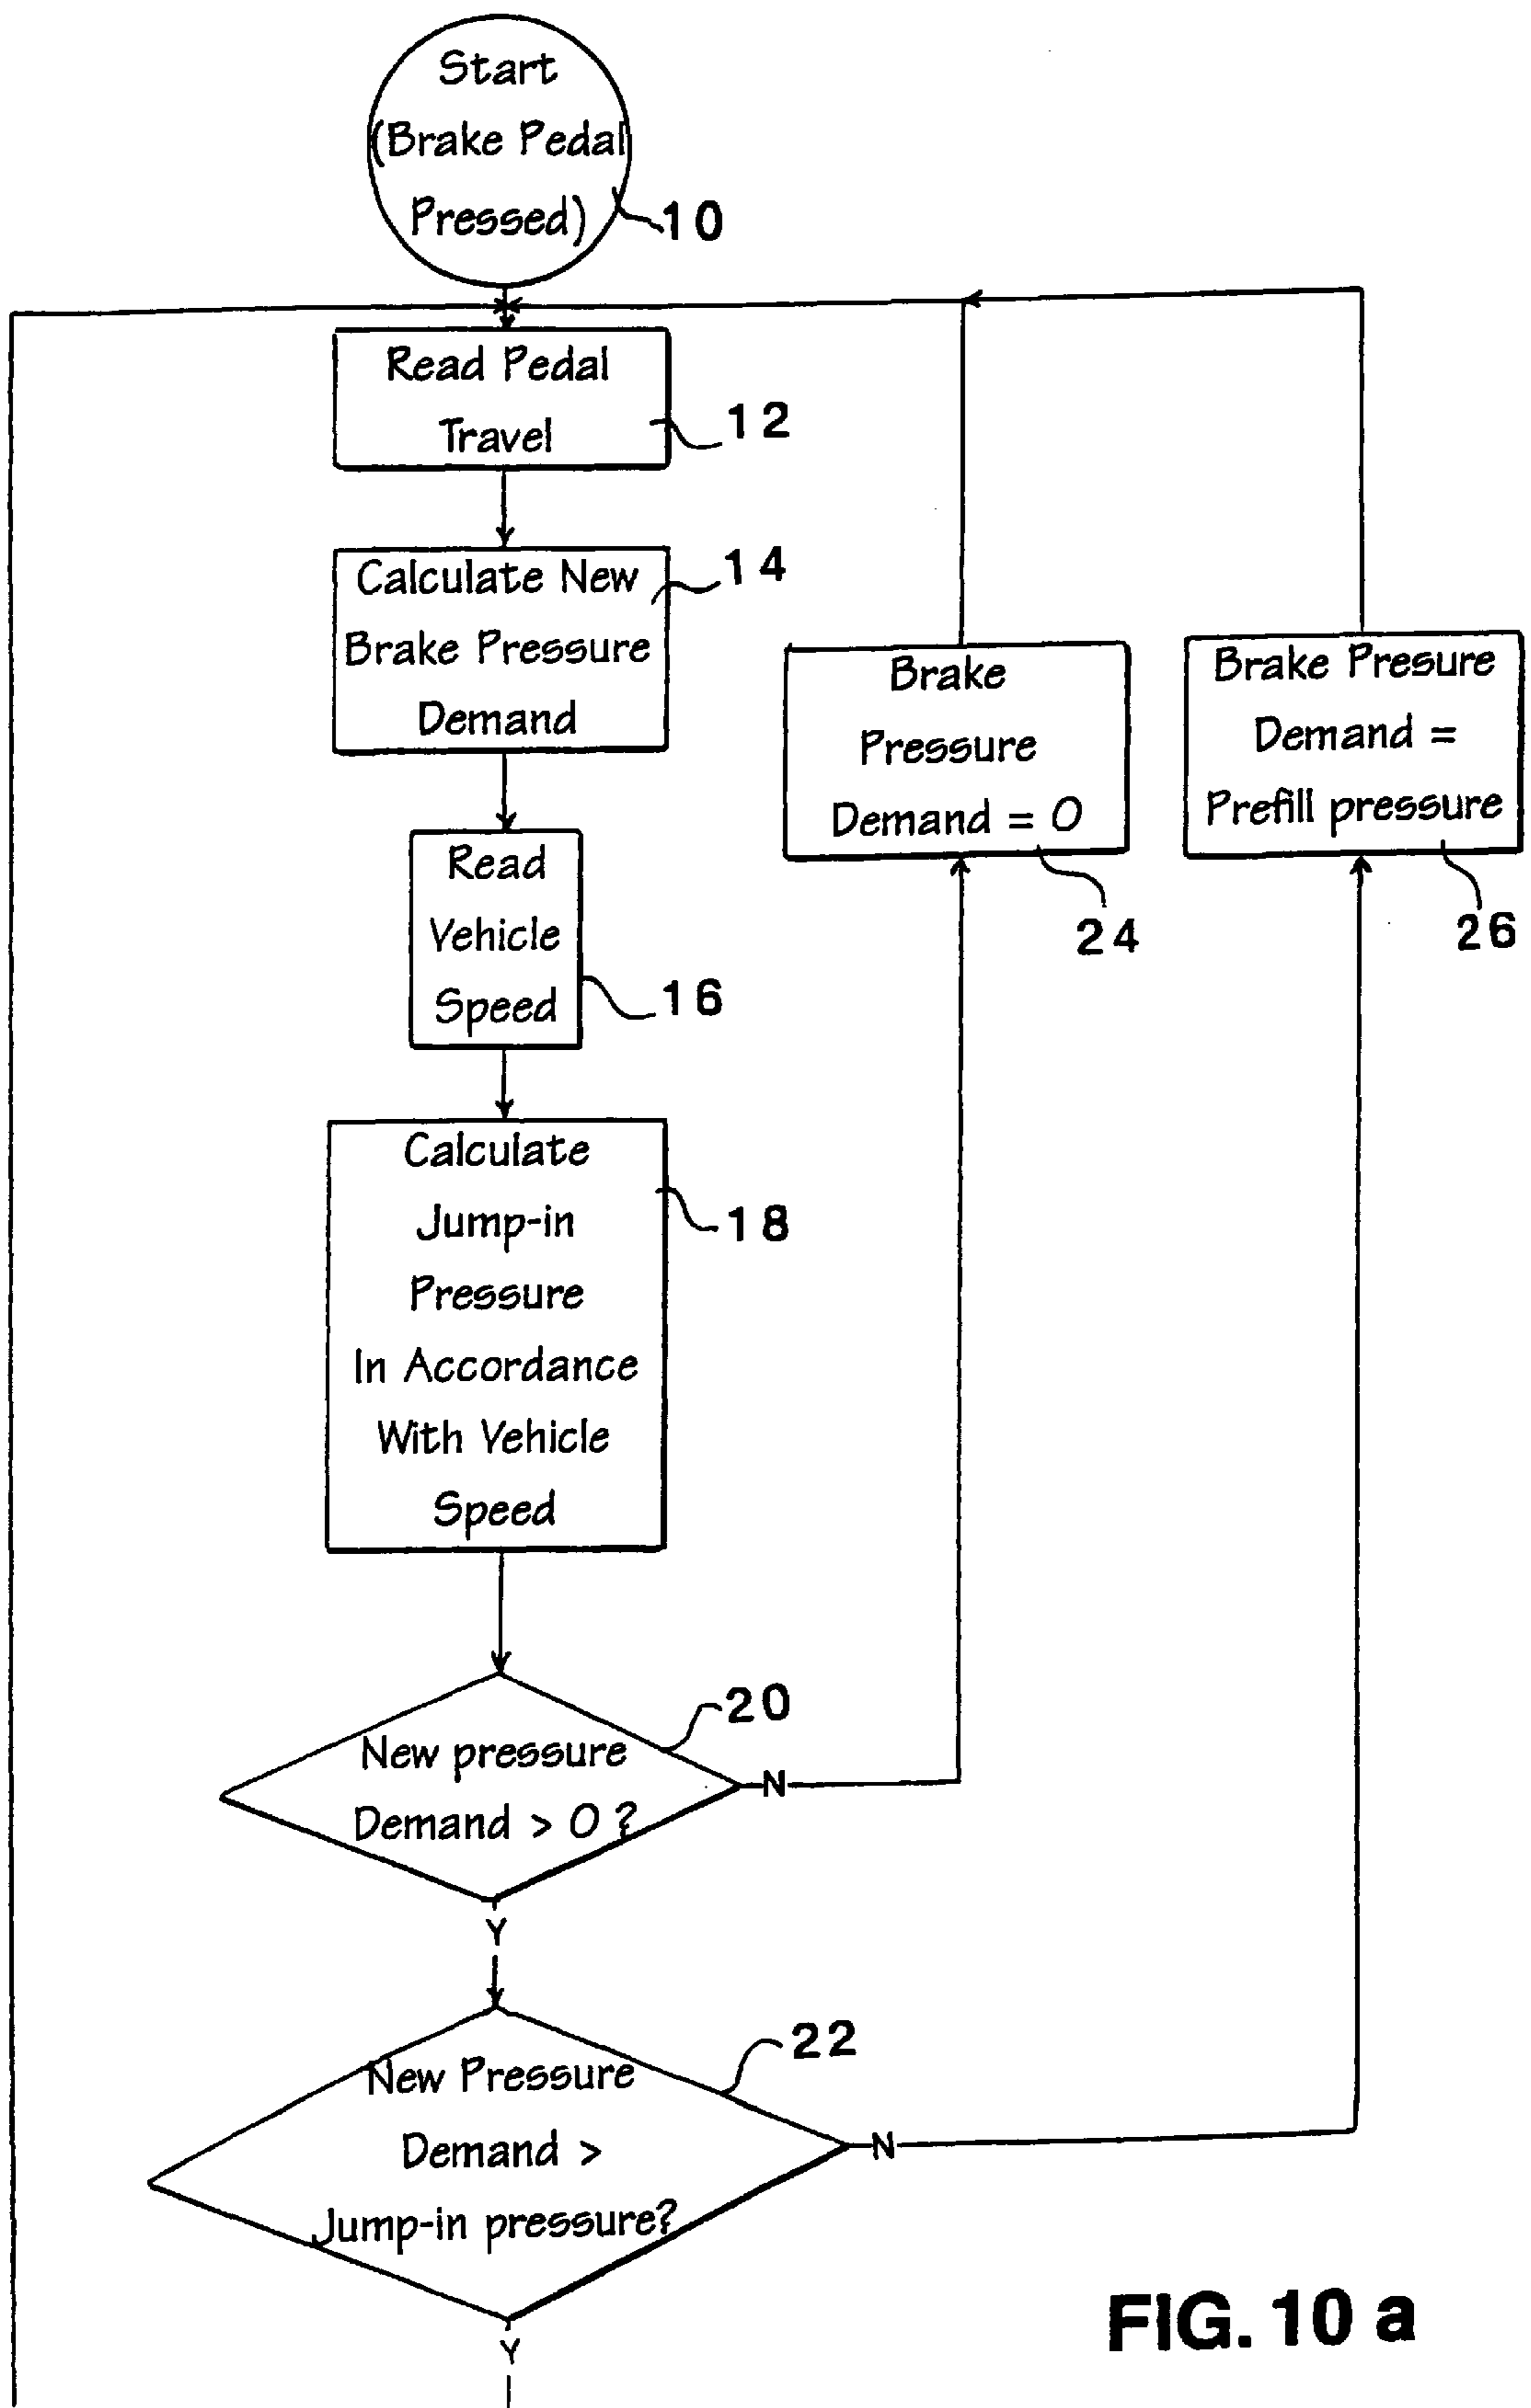 Start
(Brake Pedal
Pressed)
10
Read Pedal
Travel
12
Calculate New
Brake Pressure
Demand
14
Read
Vehicle
Speed
16
Calculate
Jump-in
Pressure
In Accordance
With Vehicle
Speed
18
Brake
Pressure
Demand = 0
24
Brake Presure
Demand =
Prefill pressure
26
New pressure
Demand > 0 ?
20
N
Y
New Pressure
Demand >
Jump-in pressure?
22
N
Y
FIG. 10 a